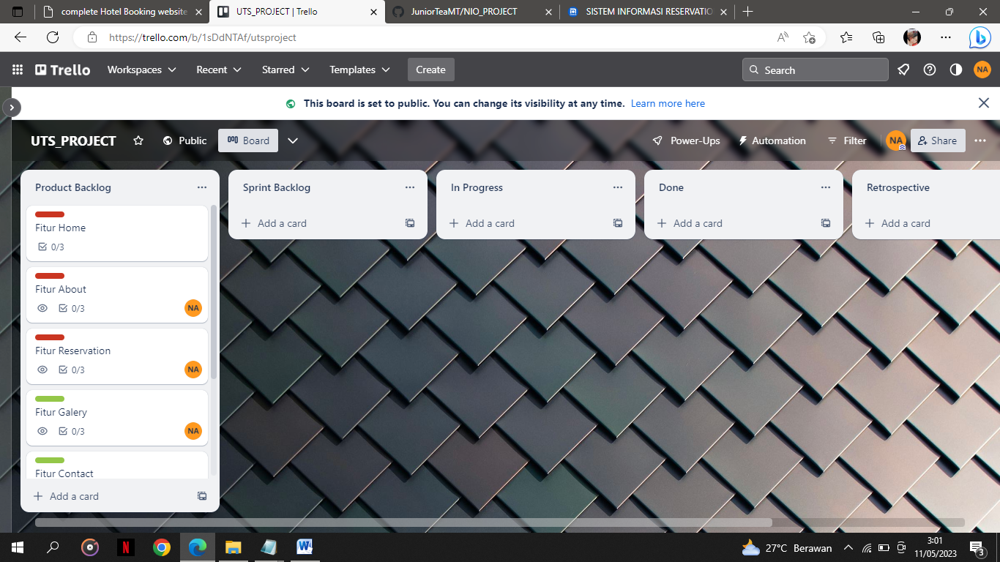 complete Hotel Booking website
UTS_PROJECT | Trello
JuniorTeaMT/NIO_PROJECT
SISTEM INFORMASI RESERVATIO
https://trello.com/b/1sDdNTAf/utsproject
Trello
Workspaces
Recent
Starred
Templates
Create
Search
NA
This board is set to public. You can change its visibility at any time. Learn more here
UTS_PROJECT
Public
Board
Power-Ups
Automation
Filter
NA
Share
Product Backlog
Fitur Home
0/3
Fitur About
0/3
NA
Fitur Reservation
0/3
NA
Fitur Galery
0/3
NA
Fitur Contact
Add a card
Sprint Backlog
Add a card
In Progress
Add a card
Done
Add a card
Retrospective
Add a card
27°C Berawan
3:01
11/05/2023
3